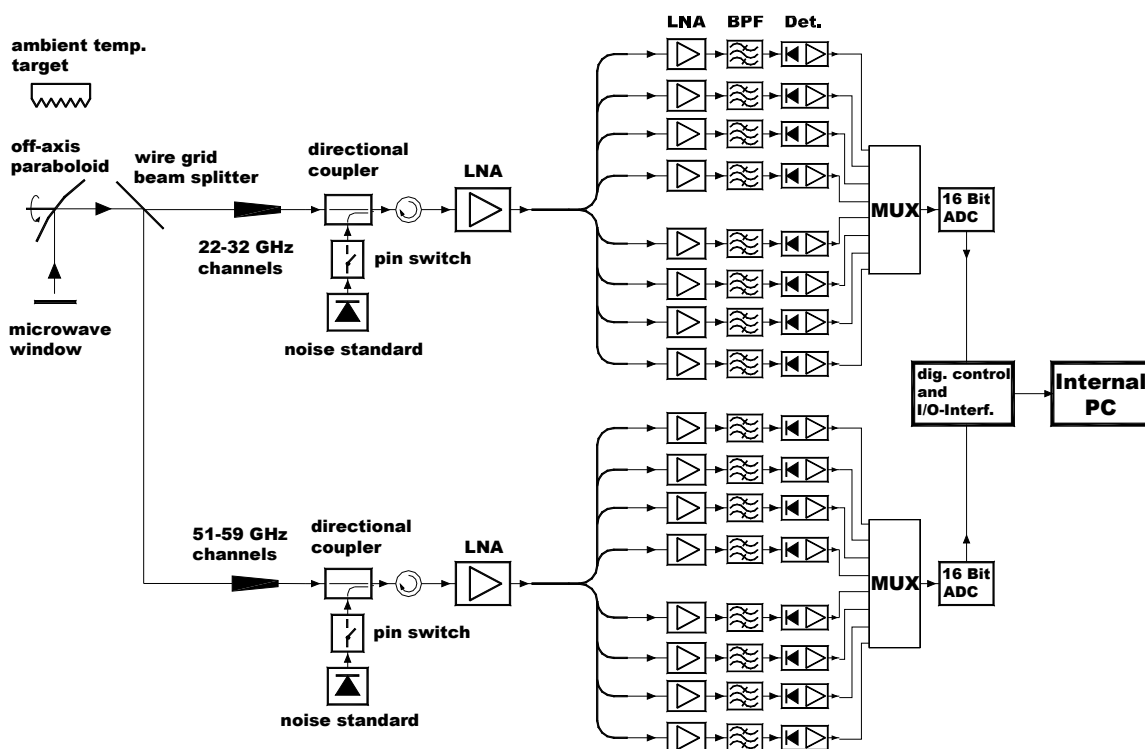 LNA BPF Det.
ambient temp.
target
off-axis
paraboloid
wire grid
beam splitter
directional
coupler
LNA
22-32 GHz
channels
pin switch
noise standard
microwave
window
MUX
16 Bit
ADC
dig. control
and
I/O-Interf.
Internal
PC
51-59 GHz
channels
directional
coupler
LNA
pin switch
noise standard
MUX
16 Bit
ADC